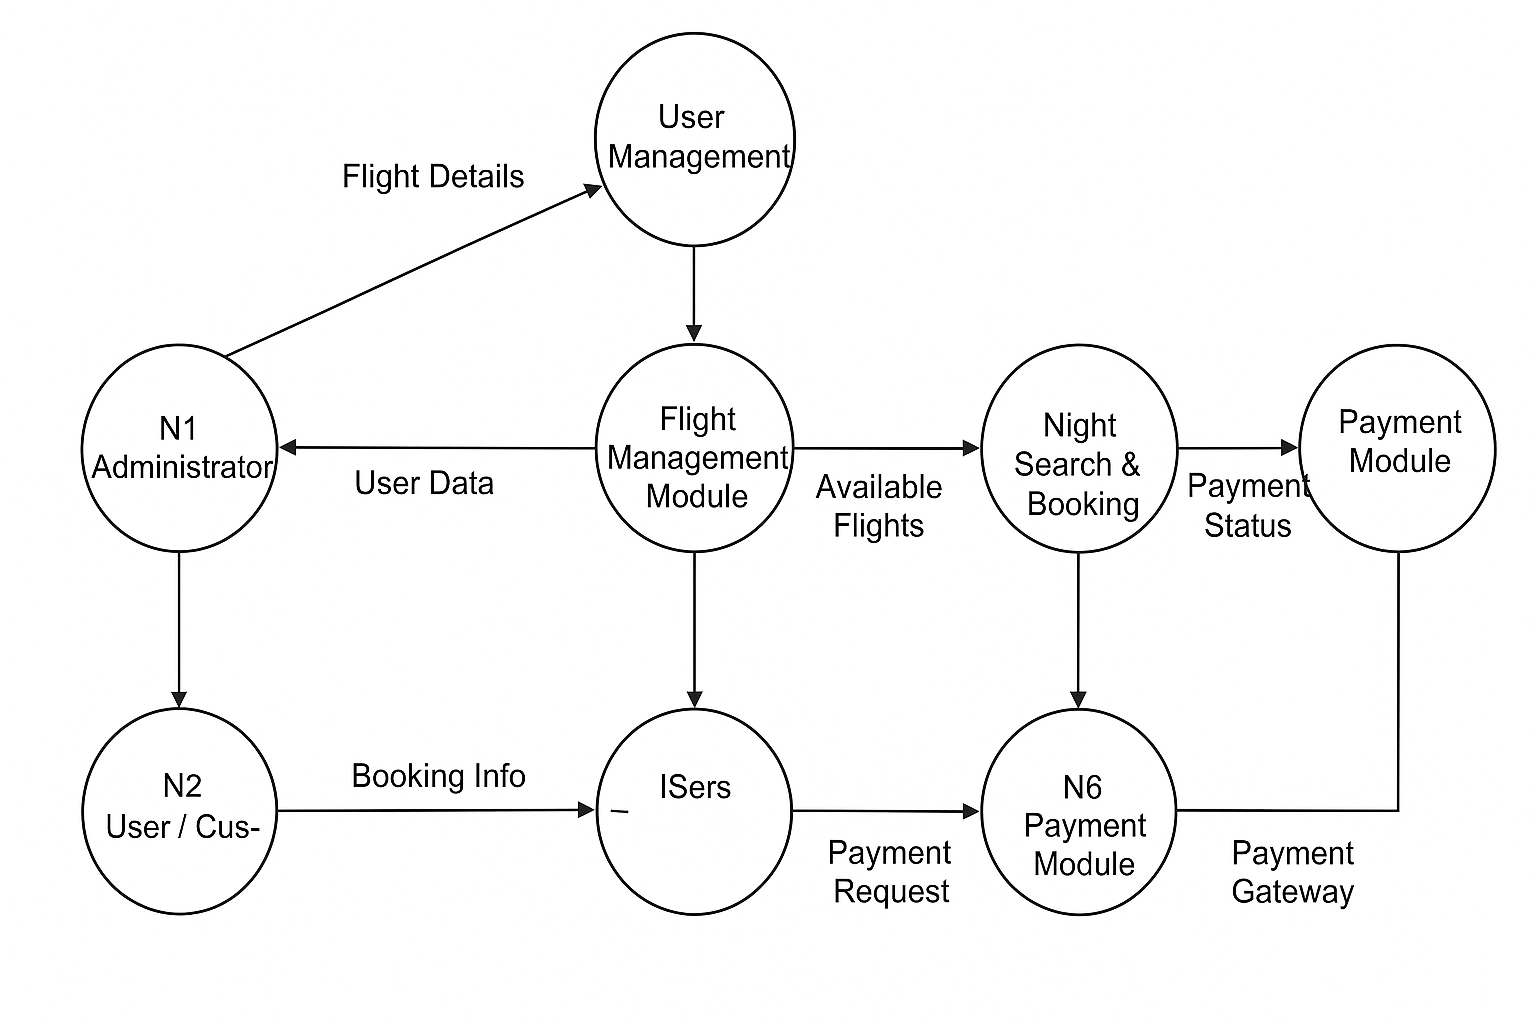 User
Management
Flight Details
N1
Administrator
User Data
Flight
Management
Module
Available
Flights
Night
Search &
Booking
Payment
Status
Payment
Module
N2
User / Cus-
Booking Info
ISers
–
Payment
Request
N6
Payment
Module
Payment
Gateway